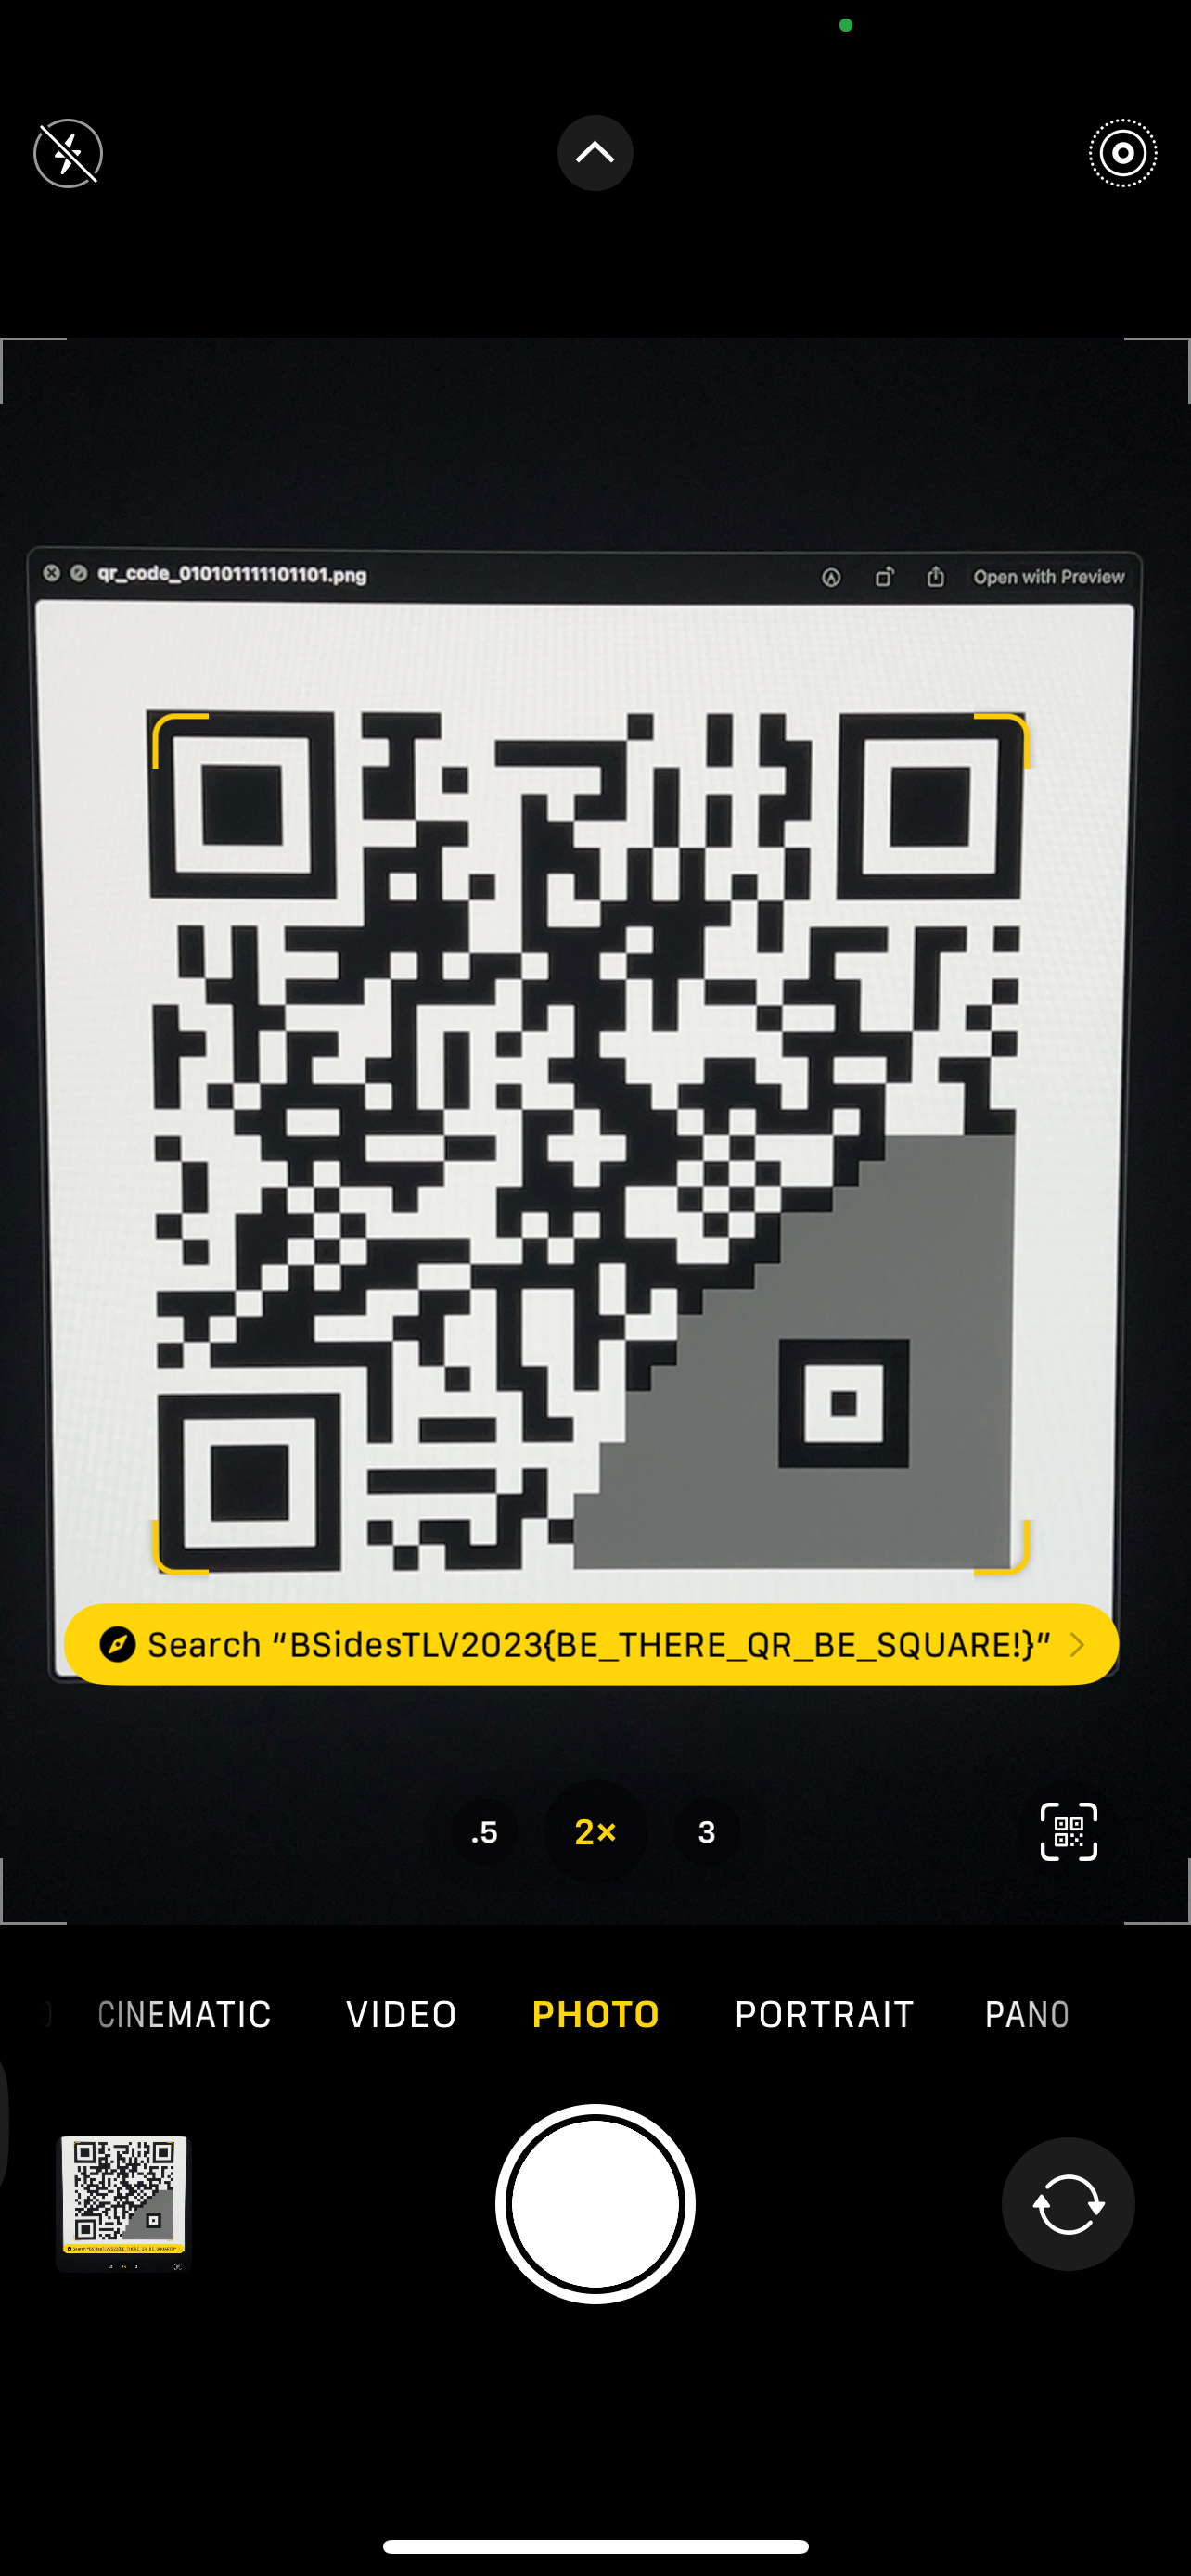 qr_code_010101111101101.png
Open with Preview
Search “BSidesTLV2023{BE_THERE_QR_BE_SQUARE!}”
.5
2×
3
CINEMATIC
VIDEO
PHOTO
PORTRAIT
PANO